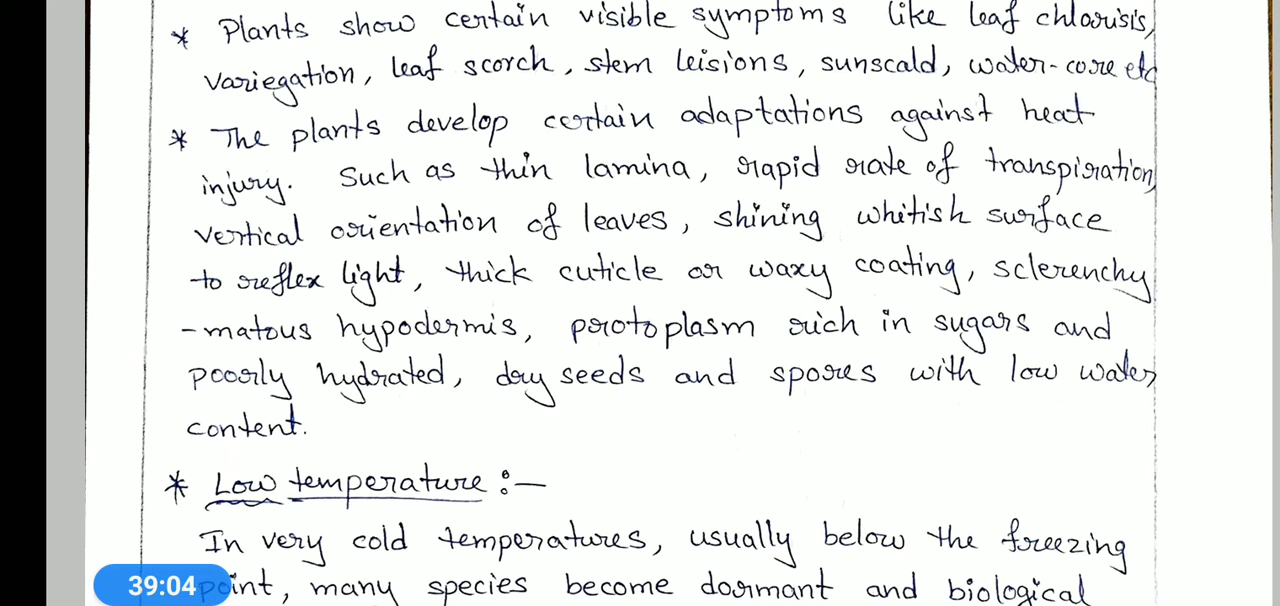 * Plants show certain visible symptoms like leaf chlorisis,
variegation, leaf scorch, stem leisions, sunscald, water-core etc
* The plants develop certain adaptations against heat
injury. Such as thin lamina, rapid rate of transpiration,
vertical orientation of leaves, shining whitish surface
to reflex light, thick cuticle or waxy coating, sclerenchy
-matous hypodermis, protoplasm rich in sugars and
poorly hydrated, dry seeds and spores with low water
content.
* Low temperature :-
In very cold temperatures, usually below the freezing
39:04 point, many species become dormant and biological